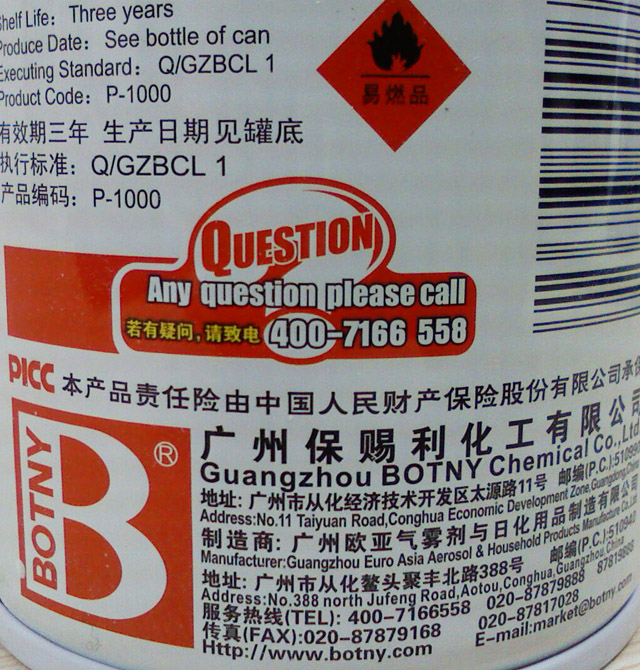 Shelf Life: Three years
Produce Date: See bottle of can
Executing Standard: Q/GZBCL 1
Product Code: P-1000
易燃品
有效期三年 生产日期见罐底
执行标准: Q/GZBCL 1
产品编码: P-1000
QUESTION
Any question please call
若有疑问,请致电 400-7166 558
PICC 本产品责任险由中国人民财产保险股份有限公司承保
BOTNY B ®
广州保赐利化工有限公司
Guangzhou BOTNY Chemical Co.,Ltd
地址: 广州市从化经济技术开发区太源路11号 邮编(P.C.):
Address:No.11 Taiyuan Road,Conghua Economic Development Zone,Guangdong,
制造商: 广州欧亚气雾剂与日化用品制造有限公司
Manufacturer:Guangzhou Euro Asia Aerosol & Household Products Manufacture Co.,
地址: 广州市从化鳌头聚丰北路388号 邮编(P.C.):
Address:No.388 north Jufeng Road,Aotou,Conghua,Guangzhou,China
服务热线(TEL): 400-7166558 020-87879888
传真(FAX):020-87879168 020-87817028
Http://www.botny.com E-mail:market@botny.com